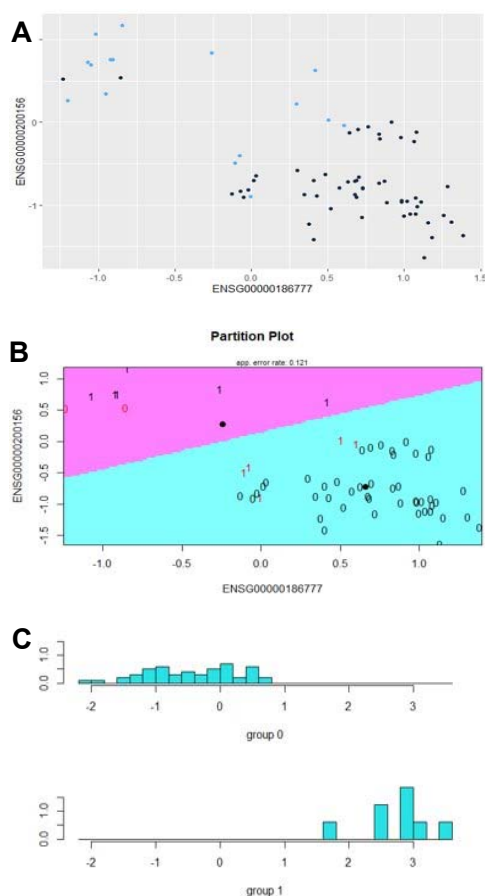 A
ENSG00000200156
0
-1
-1.0 -0.5 0.0 0.5 1.0 1.5
ENSG00000186777
B
Partition Plot
app. error rate: 0.121
ENSG00000200156
1.0
0.5
0.0
-0.5
-1.0
-1.5
-1.0 -0.5 0.0 0.5 1.0
ENSG00000186777
C
1.0
0.0
-2 -1 0 1 2 3
group 0
1.0
0.0
-2 -1 0 1 2 3
group 1